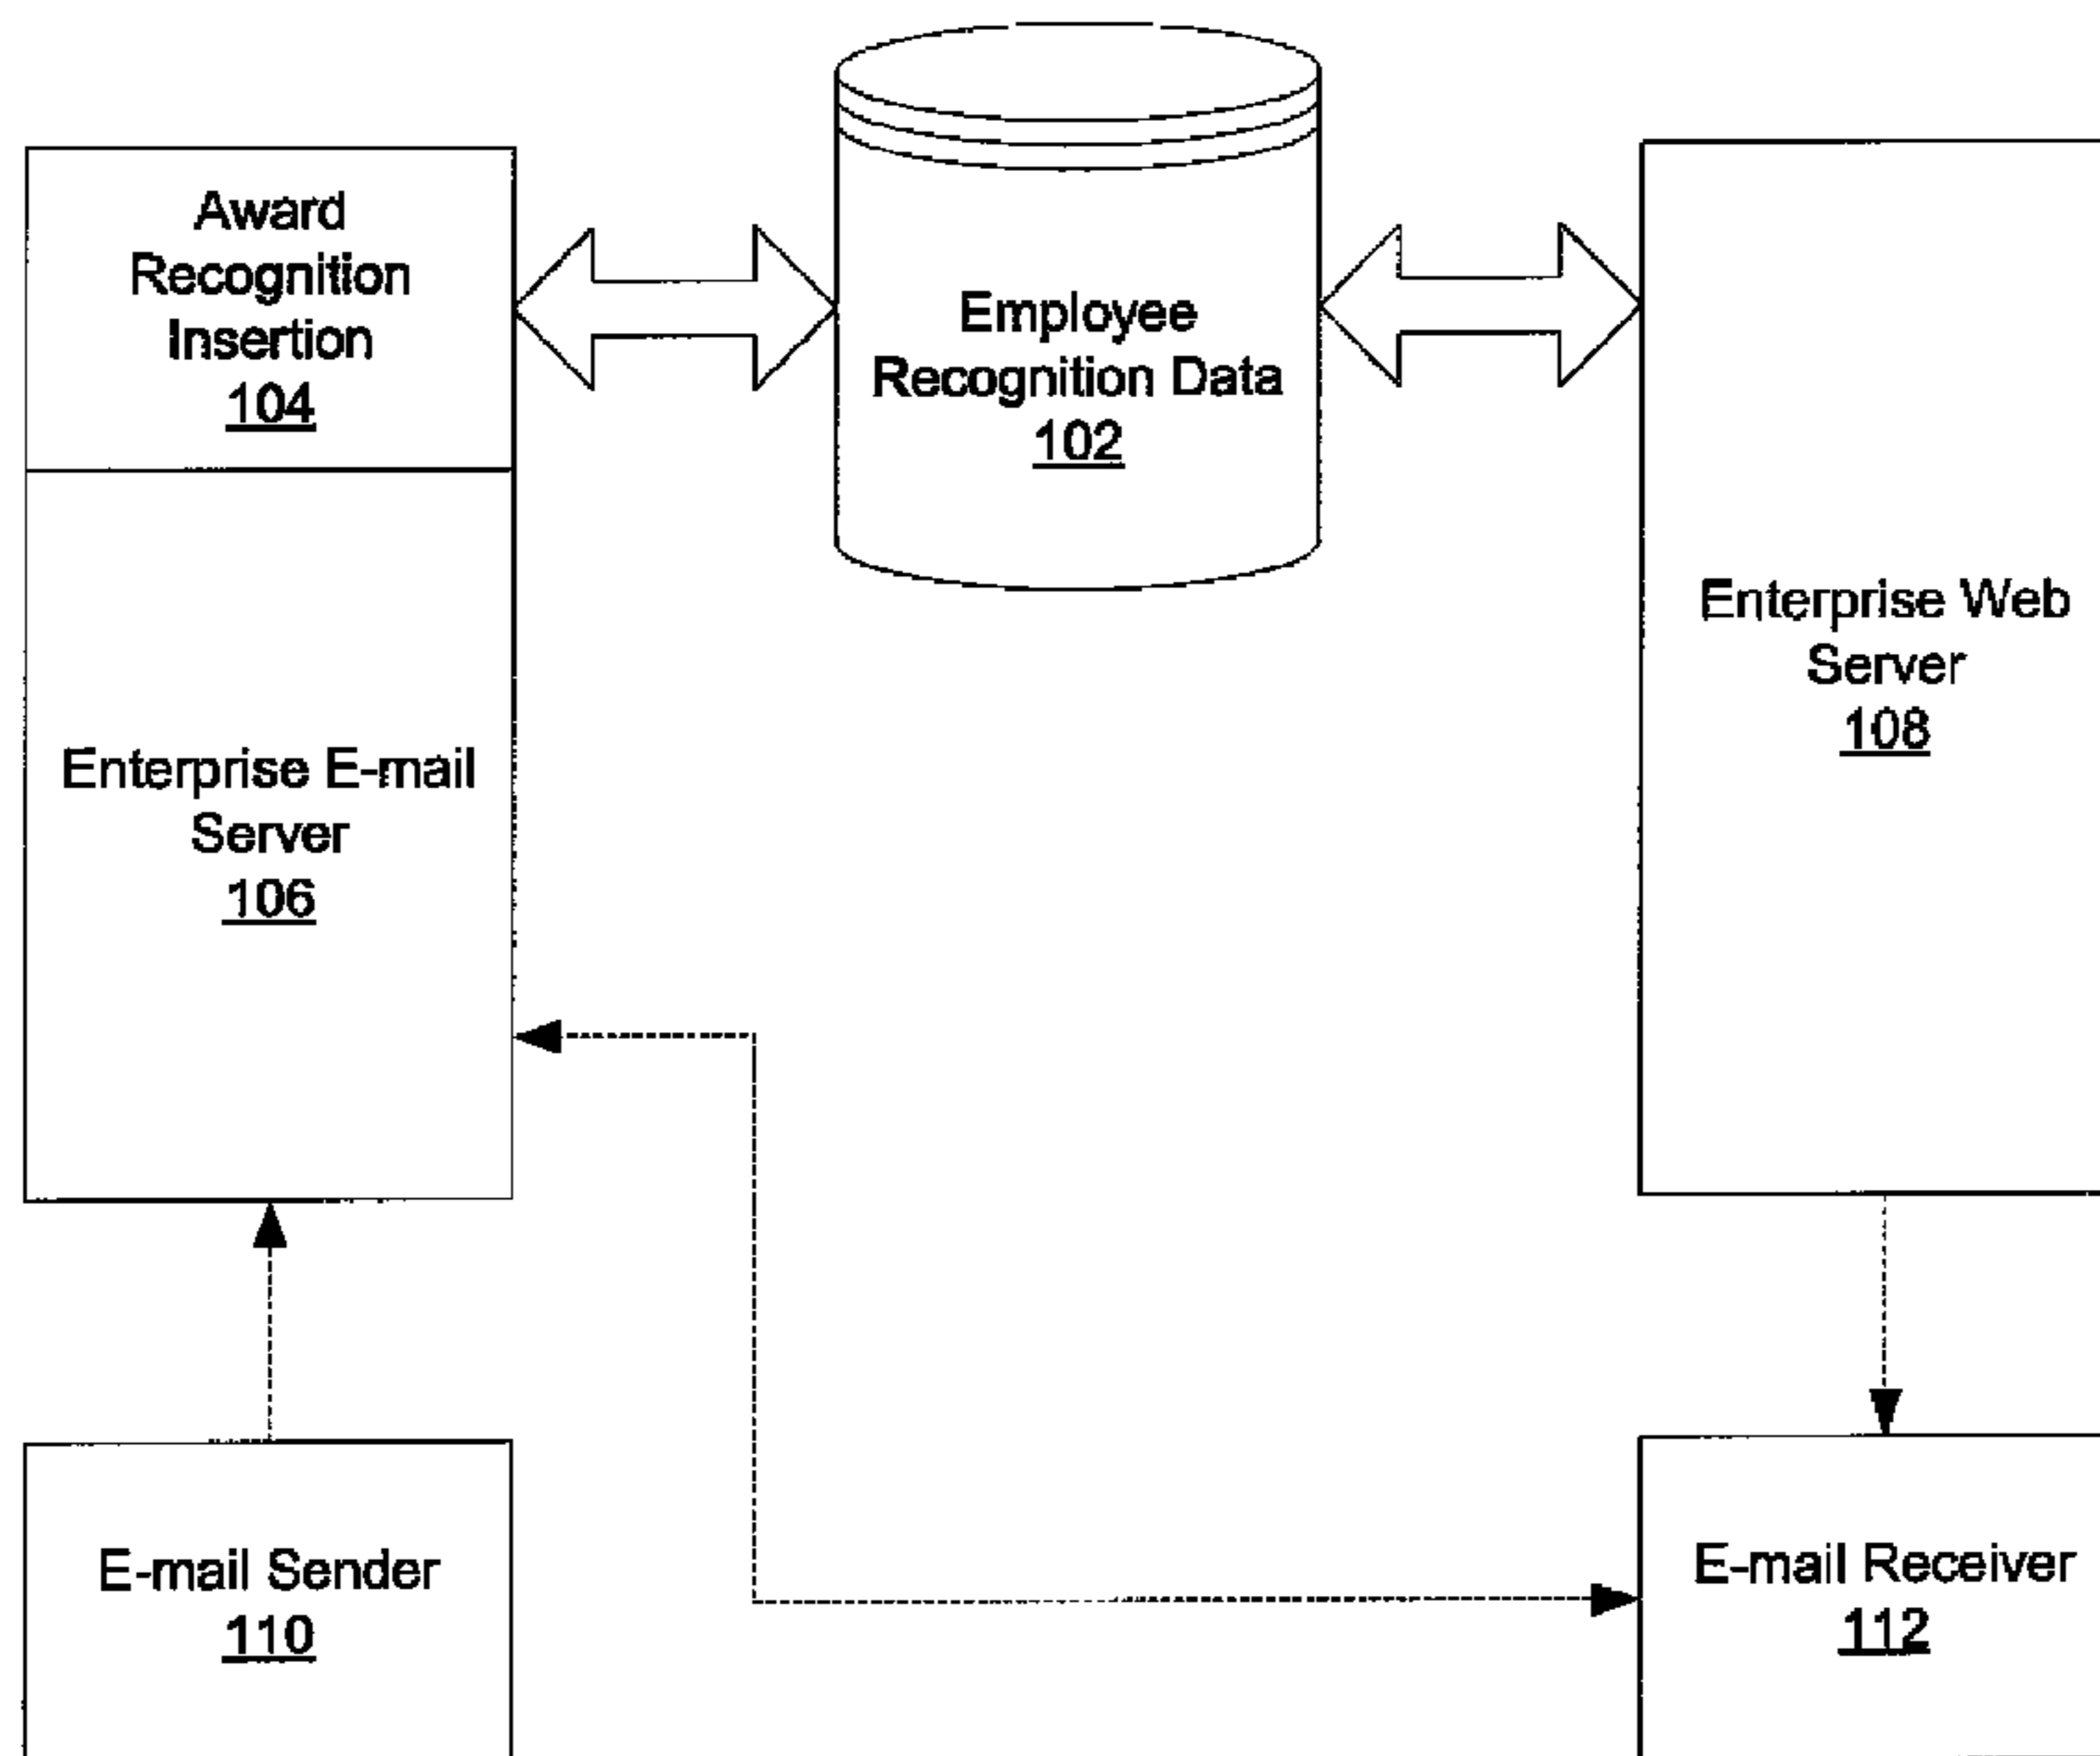 Award
Recognition
Insertion
104
Employee
Recognition Data
102
Enterprise Web
Server
108
Enterprise E-mail
Server
106
E-mail Sender
110
E-mail Receiver
112